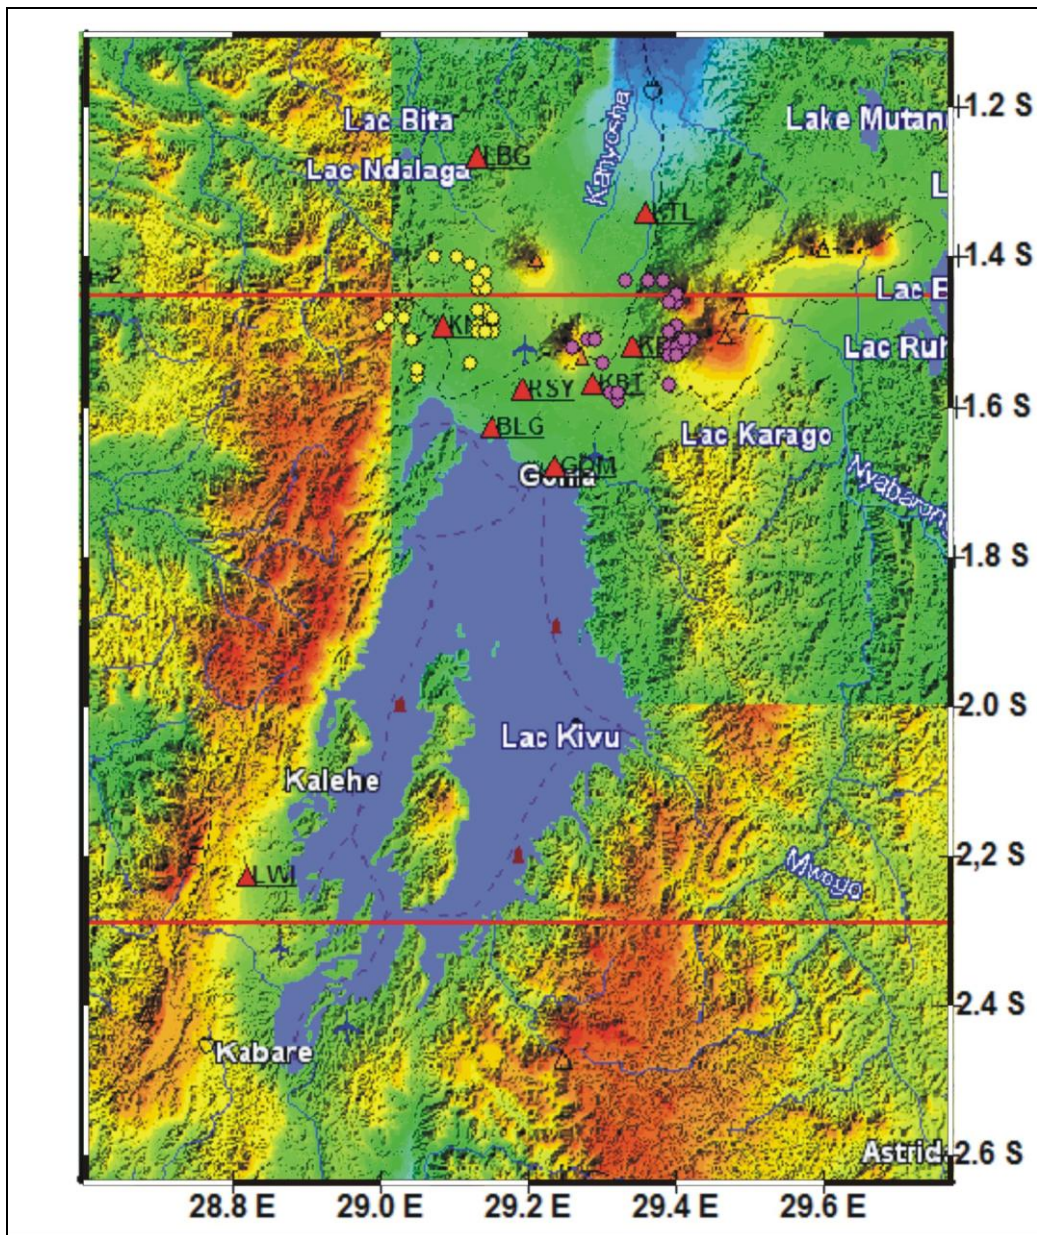 1.2 S
Lac Bita
Lake Mutan
Kanyosha
LBG
Lac Ndalaga
L
KTL
1.4 S
Lac B
Lac Ruh
RSY
KBT
1.6 S
BLG
Lac Karago
GOM
Goma
Nyabaron
1.8 S
2.0 S
Lac Kivu
Kalehe
2.2 S
LWI
Mwogo
2.4 S
Kabare
Astrid
2.6 S
28.8 E
29.0 E
29.2 E
29.4 E
29.6 E